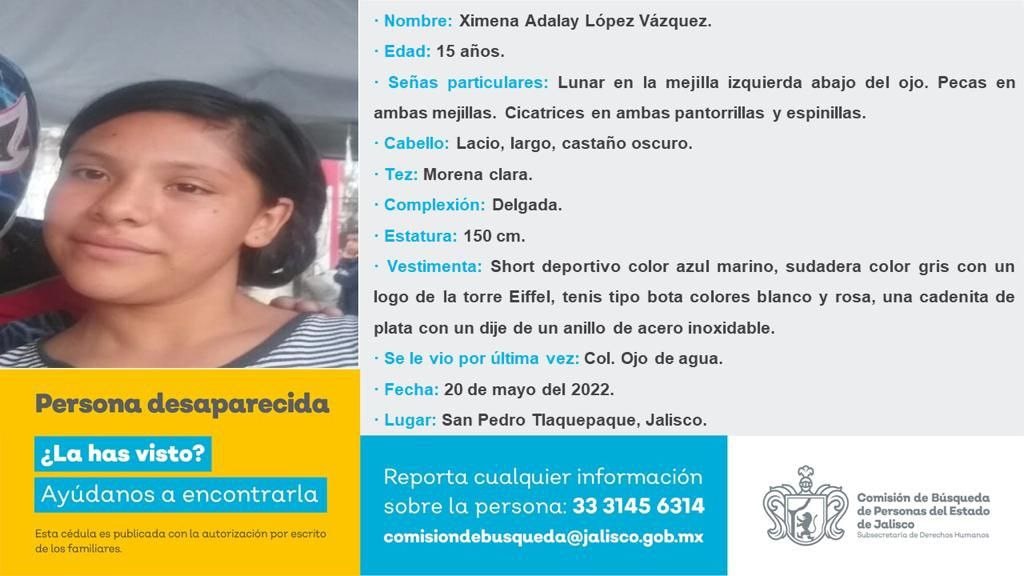 · Nombre: Ximena Adalay López Vázquez.
· Edad: 15 años.
· Señas particulares: Lunar en la mejilla izquierda abajo del ojo. Pecas en
ambas mejillas. Cicatrices en ambas pantorrillas y espinillas.
· Cabello: Lacio, largo, castaño oscuro.
· Tez: Morena clara.
· Complexión: Delgada.
· Estatura: 150 cm.
· Vestimenta: Short deportivo color azul marino, sudadera color gris con un
logo de la torre Eiffel, tenis tipo bota colores blanco y rosa, una cadenita de
plata con un dije de un anillo de acero inoxidable.
· Se le vio por última vez: Col. Ojo de agua.
· Fecha: 20 de mayo del 2022.
· Lugar: San Pedro Tlaquepaque, Jalisco.
Persona desaparecida
¿La has visto?
Ayúdanos a encontrarla
Esta cédula es publicada con la autorización por escrito
de los familiares.
Reporta cualquier información
sobre la persona: 33 3145 6314
comisiondebusqueda@jalisco.gob.mx
Comisión de Búsqueda
de Personas del Estado
de Jalisco
Subsecretaría de Derechos Humanos